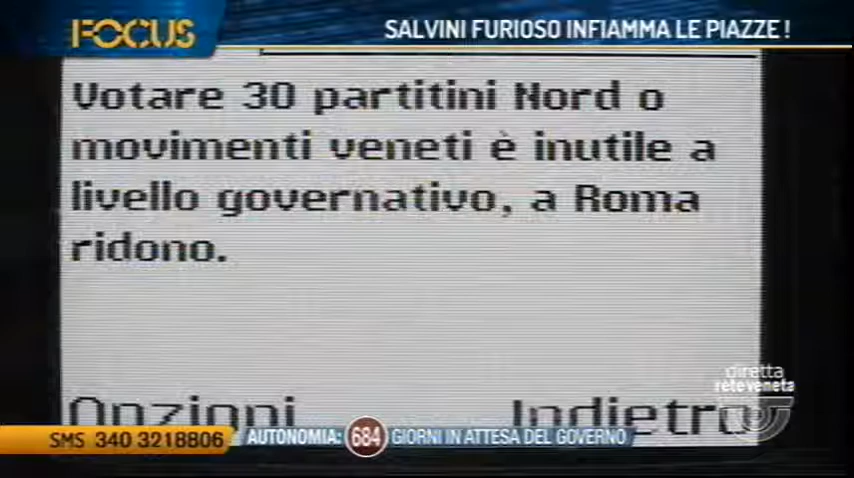 FOCUS
SALVINI FURIOSO INFIAMMA LE PIAZZE!
Votare 30 partitini Nord o
movimenti veneti è inutile a
livello governativo, a Roma
ridono.
Opzioni
Indietro
diretta
reteveneta
SMS 340 3218806
AUTONOMIA: 684 GIORNI IN ATTESA DEL GOVERNO